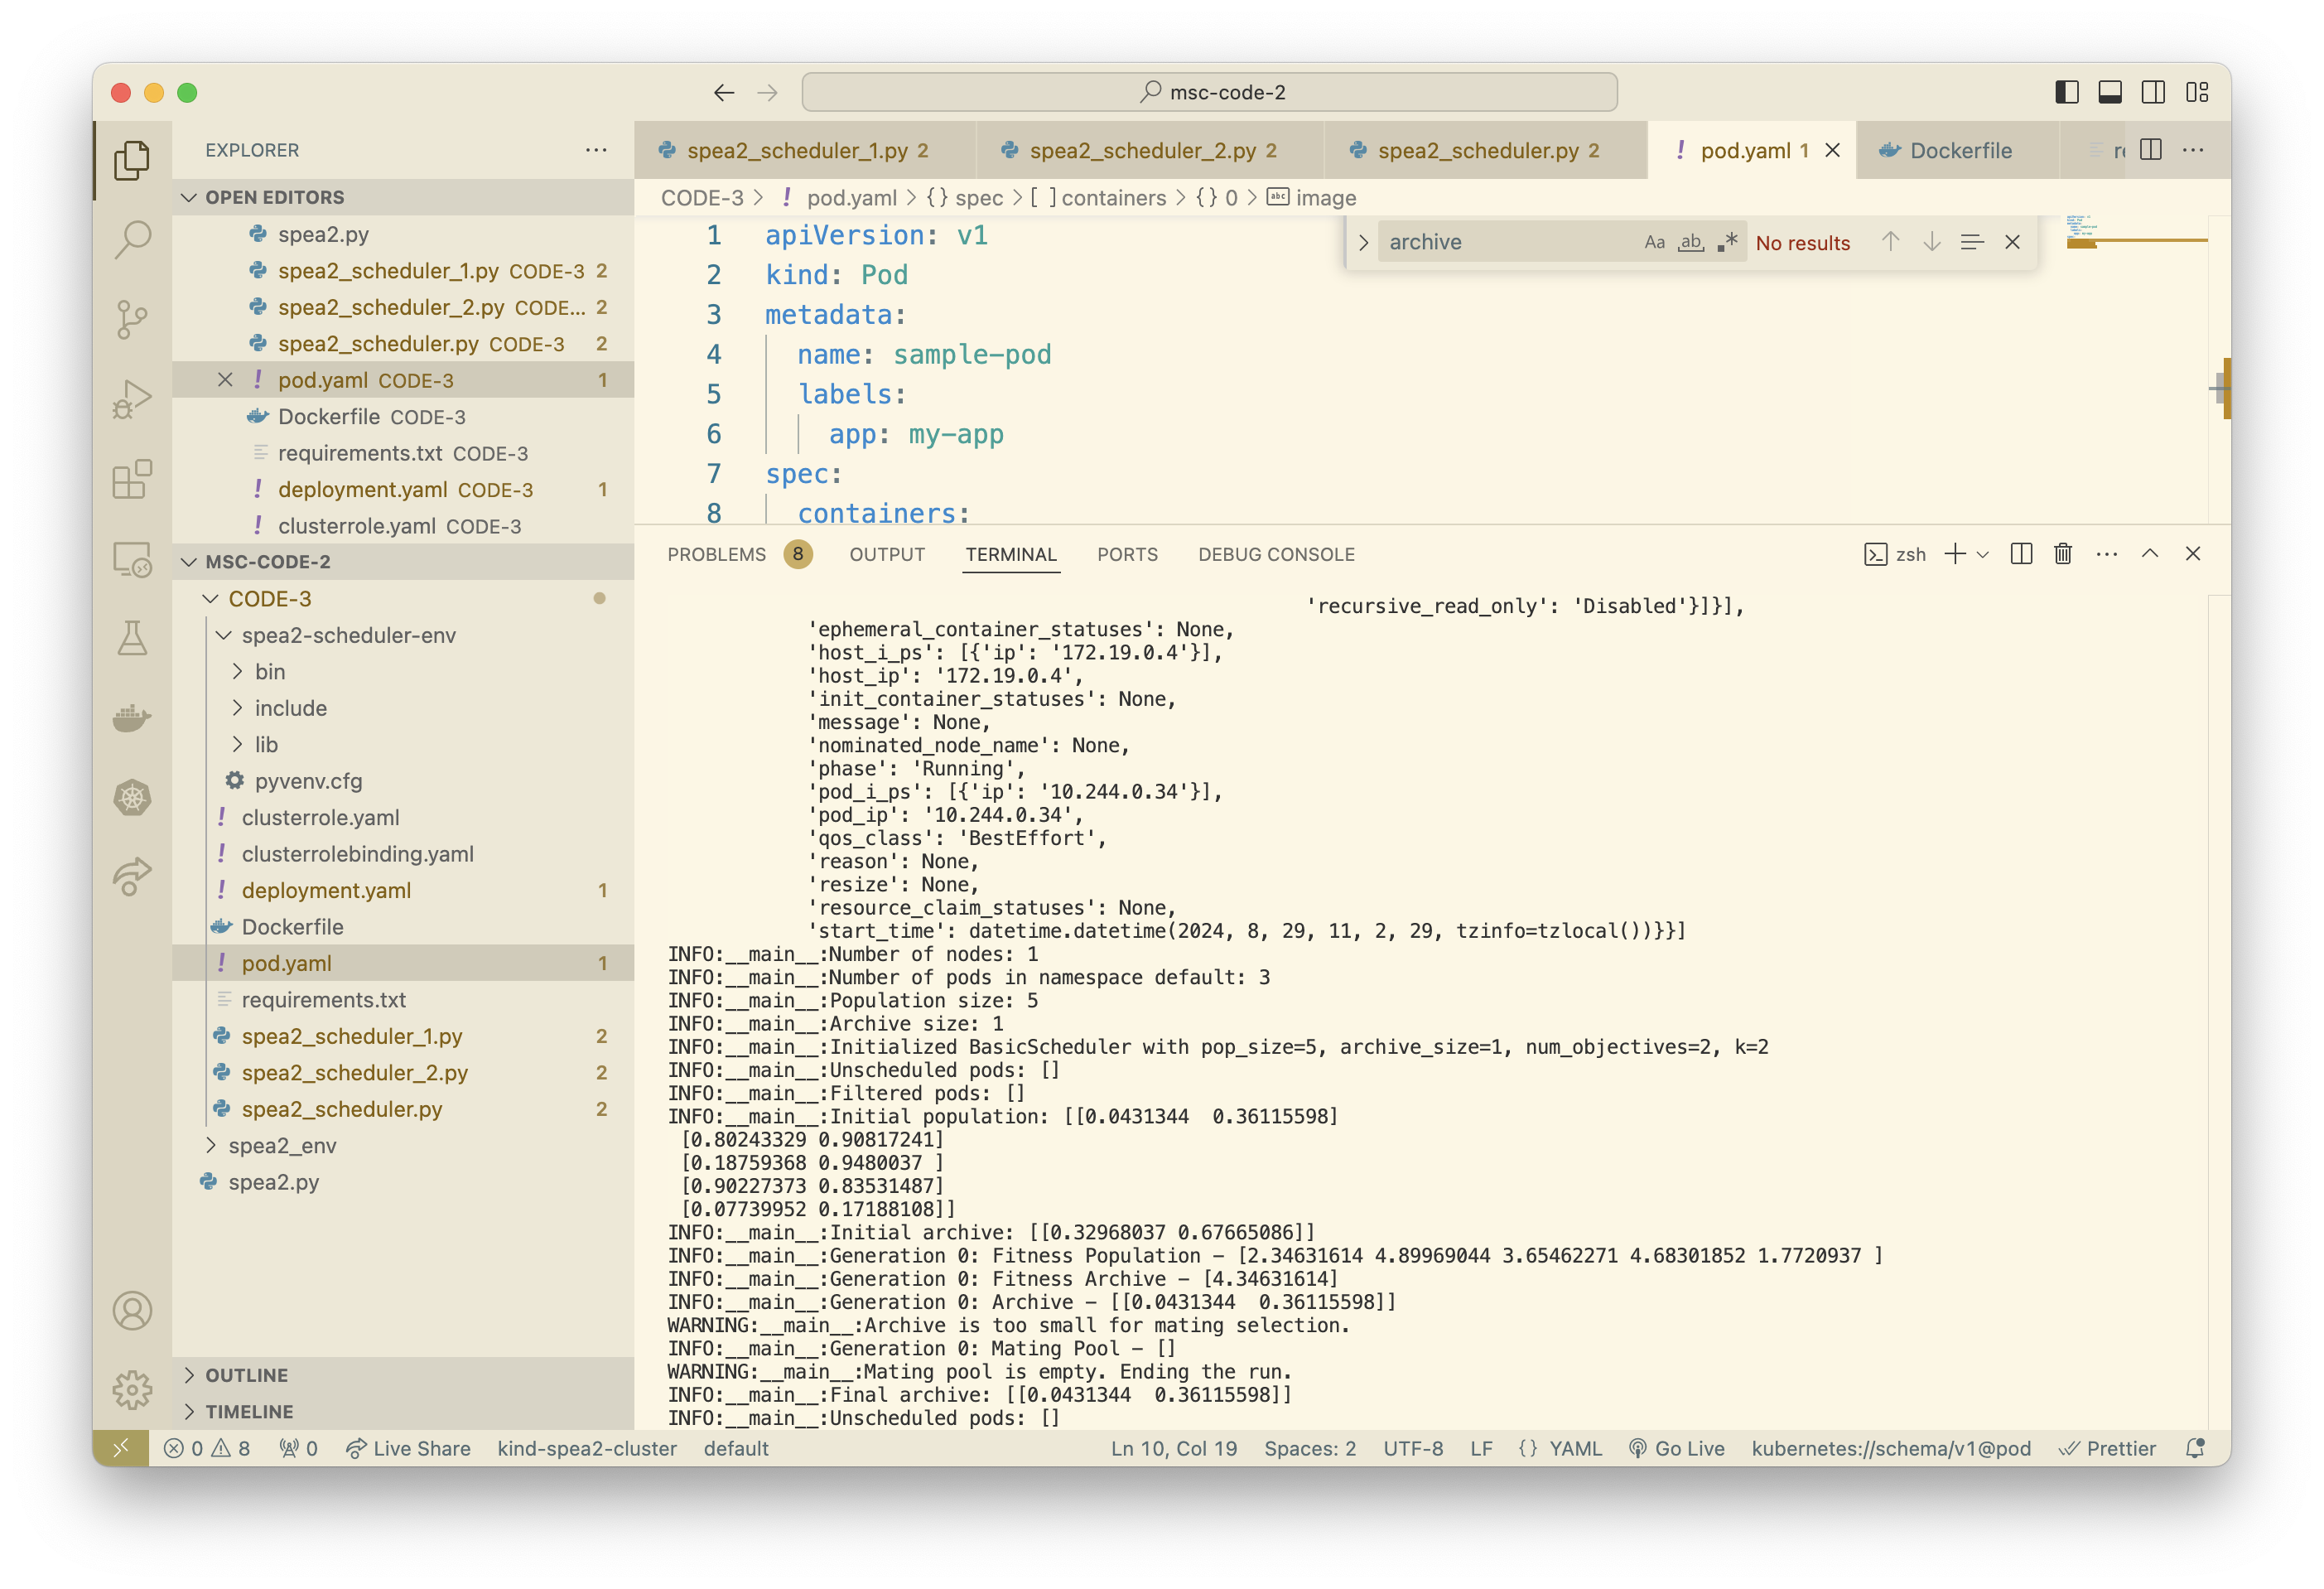 msc-code-2
EXPLORER
OPEN EDITORS
spea2.py
spea2_scheduler_1.py CODE-3 2
spea2_scheduler_2.py CODE... 2
spea2_scheduler.py CODE-3 2
pod.yaml CODE-3 1
Dockerfile CODE-3
requirements.txt CODE-3
deployment.yaml CODE-3 1
clusterrole.yaml CODE-3
MSC-CODE-2
CODE-3
spea2-scheduler-env
bin
include
lib
pyvenv.cfg
clusterrole.yaml
clusterrolebinding.yaml
deployment.yaml 1
Dockerfile
pod.yaml 1
requirements.txt
spea2_scheduler_1.py 2
spea2_scheduler_2.py 2
spea2_scheduler.py 2
spea2_env
spea2.py
OUTLINE
TIMELINE
spea2_scheduler_1.py 2 spea2_scheduler_2.py 2 spea2_scheduler.py 2 pod.yaml 1 Dockerfile
CODE-3 > pod.yaml > {} spec > [ ] containers > {} 0 > abc image
archive Aa ab No results
1 apiVersion: v1
2 kind: Pod
3 metadata:
4 name: sample-pod
5 labels:
6 app: my-app
7 spec:
8 containers:
PROBLEMS 8 OUTPUT TERMINAL PORTS DEBUG CONSOLE zsh
'recursive_read_only': 'Disabled'}]}],
'ephemeral_container_statuses': None,
'host_i_ps': [{'ip': '172.19.0.4'}],
'host_ip': '172.19.0.4',
'init_container_statuses': None,
'message': None,
'nominated_node_name': None,
'phase': 'Running',
'pod_i_ps': [{'ip': '10.244.0.34'}],
'pod_ip': '10.244.0.34',
'qos_class': 'BestEffort',
'reason': None,
'resize': None,
'resource_claim_statuses': None,
'start_time': datetime.datetime(2024, 8, 29, 11, 2, 29, tzinfo=tzlocal())}}]
INFO:__main__:Number of nodes: 1
INFO:__main__:Number of pods in namespace default: 3
INFO:__main__:Population size: 5
INFO:__main__:Archive size: 1
INFO:__main__:Initialized BasicScheduler with pop_size=5, archive_size=1, num_objectives=2, k=2
INFO:__main__:Unscheduled pods: []
INFO:__main__:Filtered pods: []
INFO:__main__:Initial population: [[0.0431344  0.36115598]
[0.80243329 0.90817241]
[0.18759368 0.9480037 ]
[0.90227373 0.83531487]
[0.07739952 0.17188108]]
INFO:__main__:Initial archive: [[0.32968037 0.67665086]]
INFO:__main__:Generation 0: Fitness Population – [2.34631614 4.89969044 3.65462271 4.68301852 1.7720937 ]
INFO:__main__:Generation 0: Fitness Archive – [4.34631614]
INFO:__main__:Generation 0: Archive – [[0.0431344  0.36115598]]
WARNING:__main__:Archive is too small for mating selection.
INFO:__main__:Generation 0: Mating Pool – []
WARNING:__main__:Mating pool is empty. Ending the run.
INFO:__main__:Final archive: [[0.0431344  0.36115598]]
INFO:__main__:Unscheduled pods: []
0 8 0 Live Share kind-spea2-cluster default Ln 10, Col 19 Spaces: 2 UTF-8 LF {} YAML Go Live kubernetes://schema/v1@pod Prettier